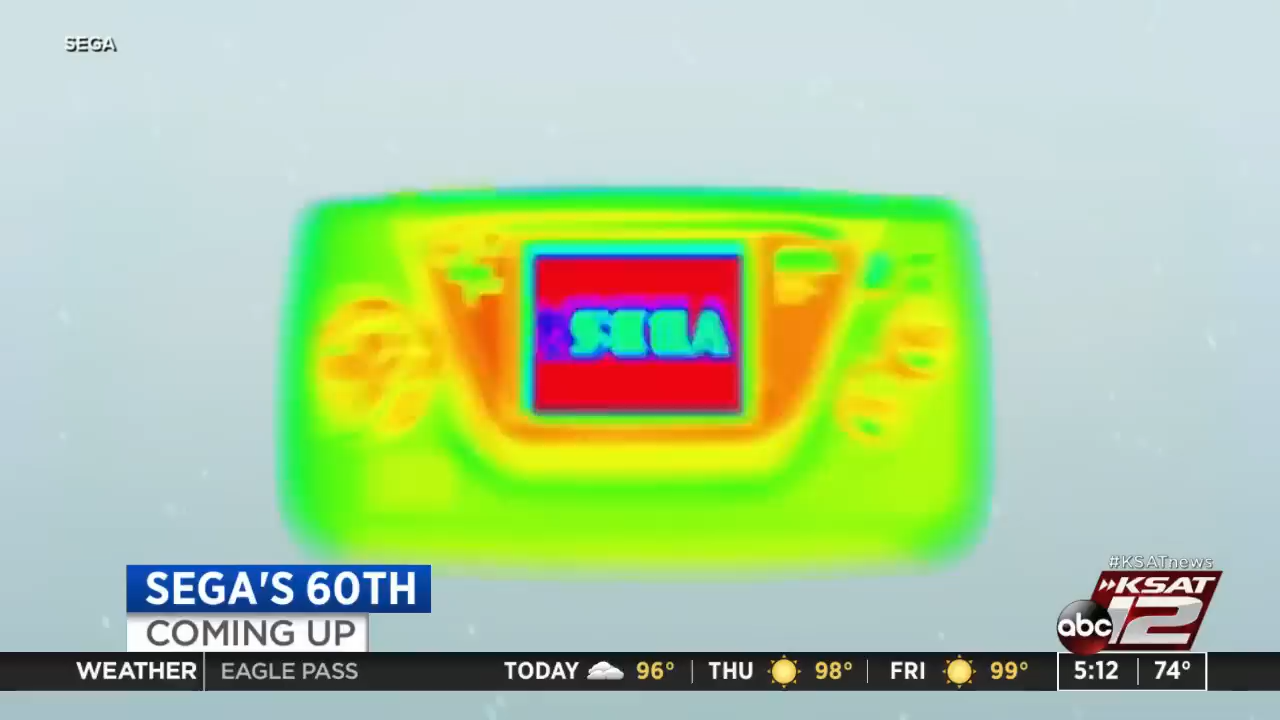 SEGA
SEGA
SEGA'S 60TH
COMING UP
#KSATnews
KSAT
abc 12
WEATHER EAGLE PASS TODAY 96° THU 98° FRI 99° 5:12 74°